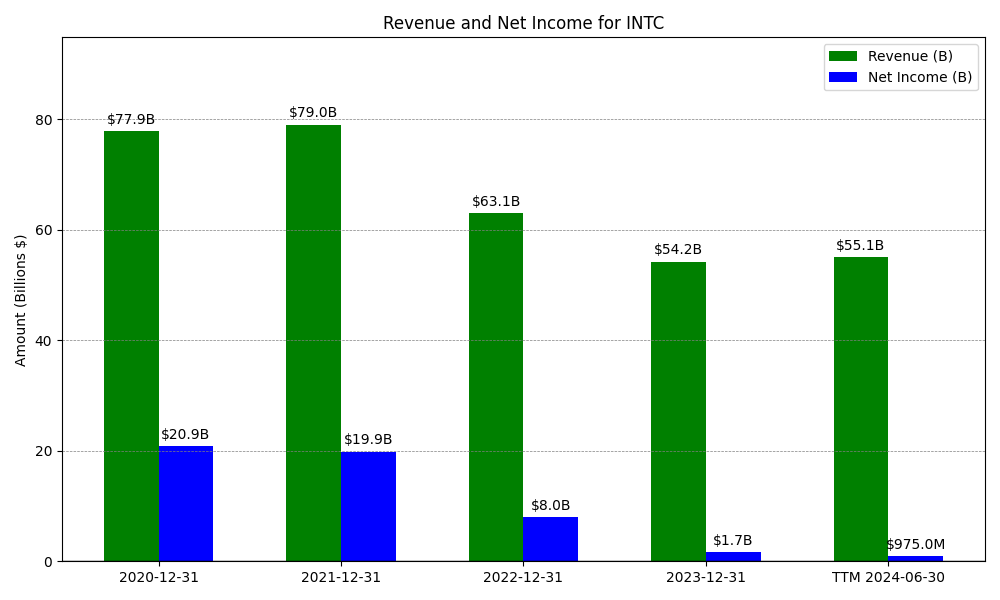 Revenue and Net Income for INTC
Revenue (B)
Net Income (B)
Amount (Billions $)
80
60
40
20
0
$77.9B
$20.9B
$79.0B
$19.9B
$63.1B
$8.0B
$54.2B
$1.7B
$55.1B
$975.0M
2020-12-31
2021-12-31
2022-12-31
2023-12-31
TTM 2024-06-30